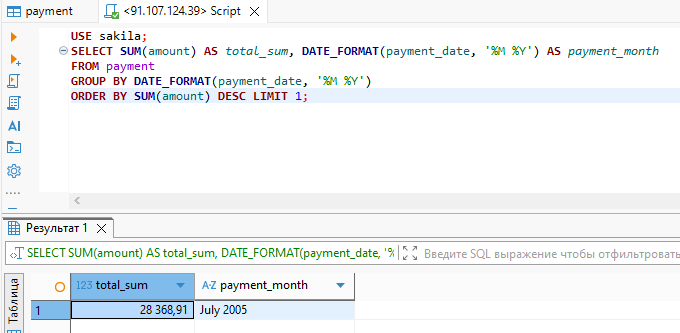 payment
<91.107.124.39> Script
USE sakila;
SELECT SUM(amount) AS total_sum, DATE_FORMAT(payment_date, '%M %Y') AS payment_month
FROM payment
GROUP BY DATE_FORMAT(payment_date, '%M %Y')
ORDER BY SUM(amount) DESC LIMIT 1;
AI
Результат 1
SELECT SUM(amount) AS total_sum, DATE_FORMAT(payment_date, '%
Введите SQL выражение чтобы отфильтровать
Таблица
123 total_sum
A-Z payment_month
1
28 368,91
July 2005